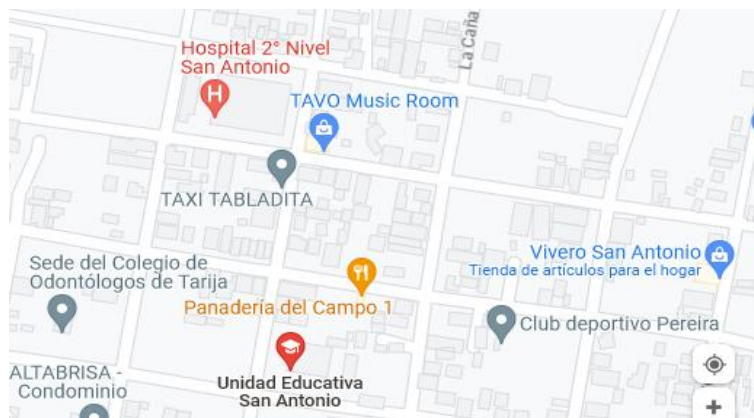 Hospital 2° Nivel
San Antonio
H
La Caña
TAVO Music Room
TAXI TABLADITA
Vivero San Antonio
Tienda de artículos para el hogar
Sede del Colegio de
Odontólogos de Tarija
Panadería del Campo 1
Club deportivo Pereira
ALTABRISA -
Condominio
Unidad Educativa
San Antonio